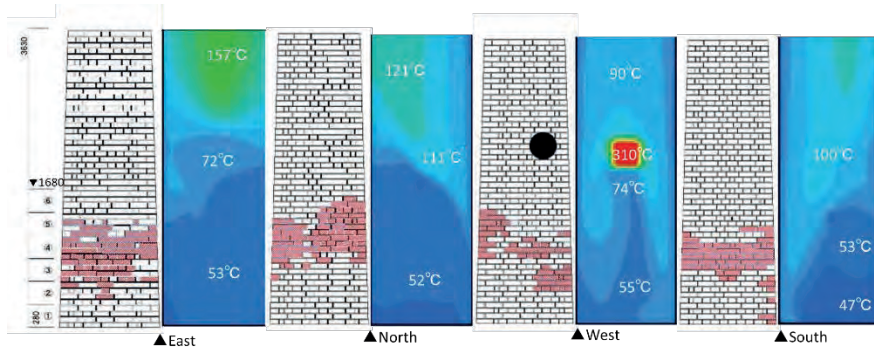 3630
▼1680
⑥
⑤
④
③
②
①
280
157°C
72°C
53°C
▲East
121°C
111°C
52°C
▲North
90°C
310°C
74°C
55°C
▲West
100°C
53°C
47°C
▲South